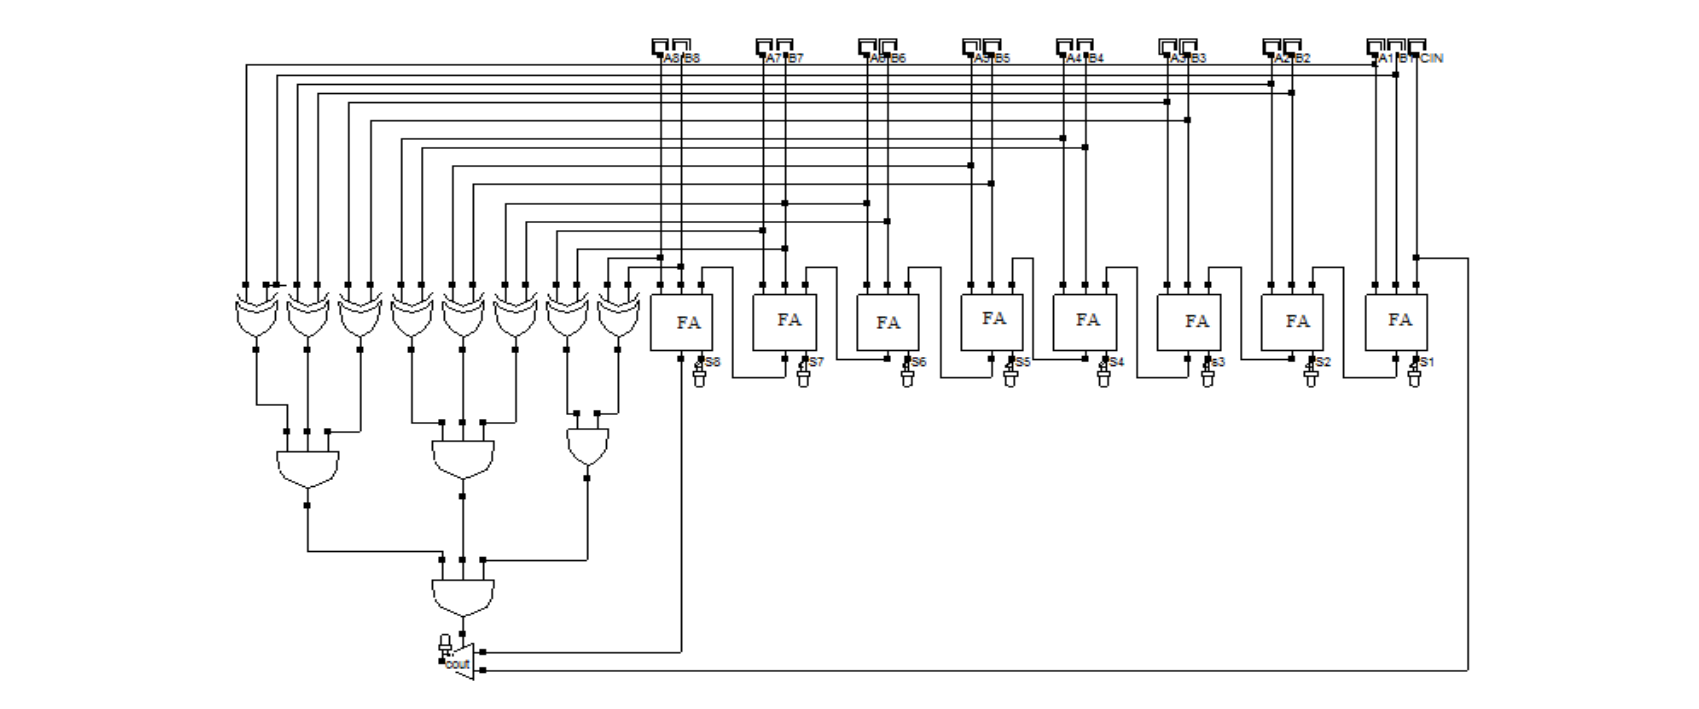 A8 B8 A7 B7 A6 B6 A5 B5 A4 B4 A3 B3 A2 B2 A1 B1 CIN
FA FA FA FA FA FA FA FA
S8 S7 S6 S5 S4 s3 S2 S1
cout